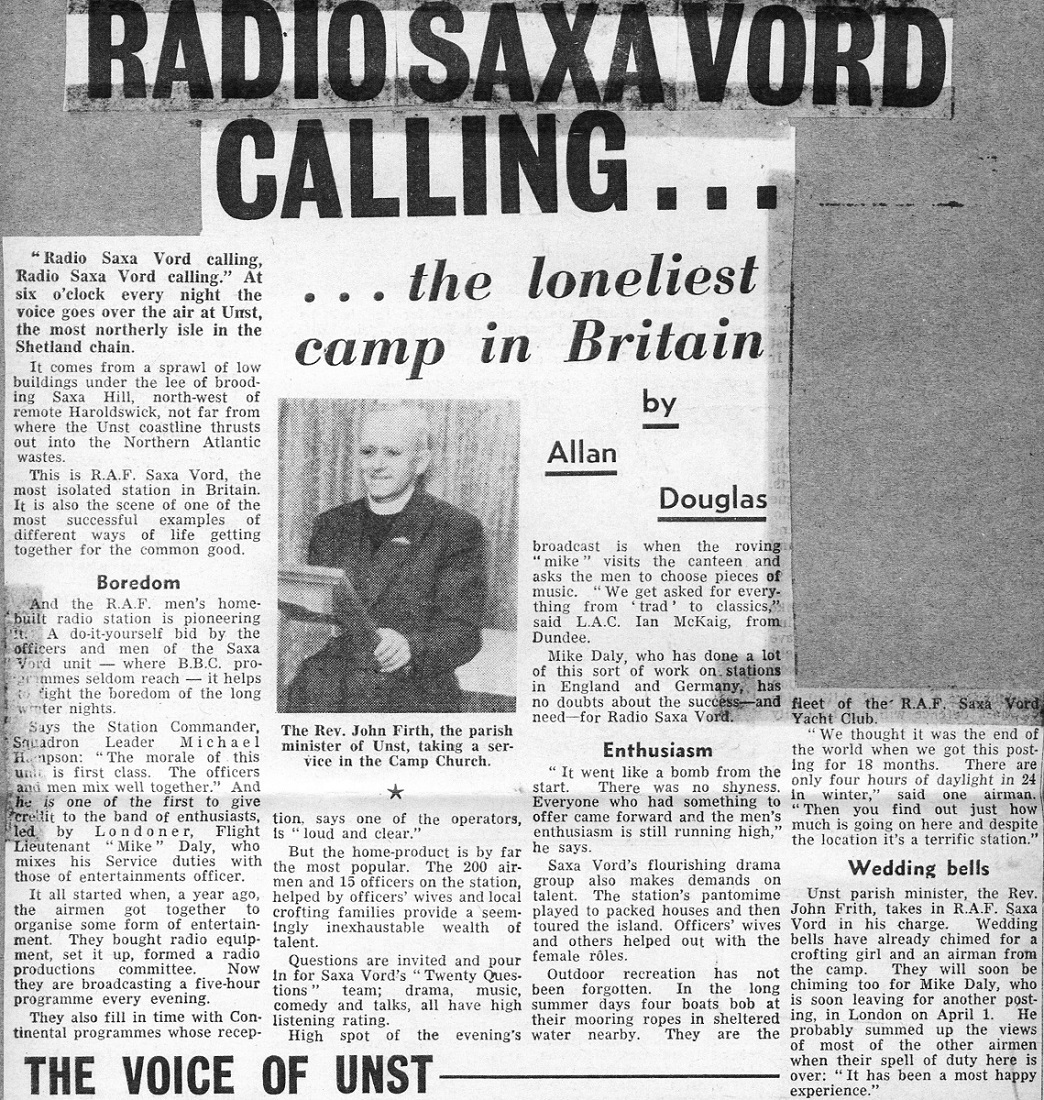 RADIO SAXA VORD
CALLING...
...the loneliest
camp in Britain
by
Allan
Douglas
"Radio Saxa Vord calling,
Radio Saxa Vord calling." At
six o'clock every night the
voice goes over the air at Unst,
the most northerly isle in the
Shetland chain.
It comes from a sprawl of low
buildings under the lee of brood-
ing Saxa Hill, north-west of
remote Haroldswick, not far from
where the Unst coastline thrusts
out into the Northern Atlantic
wastes.
This is R.A.F. Saxa Vord, the
most isolated station in Britain.
It is also the scene of one of the
most successful examples of
different ways of life getting
together for the common good.
Boredom
And the R.A.F. men's home-
built radio station is pioneering
it. A do-it-yourself bid by the
officers and men of the Saxa
Vord unit — where B.B.C. pro-
grammes seldom reach — it helps
to fight the boredom of the long
winter nights.
Says the Station Commander,
Squadron Leader Michael
"The morale of this
unit is first class. The officers
and men mix well together." And
he is one of the first to give
credit to the band of enthusiasts,
led by Londoner, Flight
Lieutenant "Mike" Daly, who
mixes his Service duties with
those of entertainments officer.
It all started when, a year ago,
the airmen got together to
organise some form of entertain-
ment. They bought radio equip-
ment, set it up, formed a radio
productions committee. Now
they are broadcasting a five-hour
programme every evening.
They also fill in time with Con-
tinental programmes whose recep-
The Rev. John Firth, the parish
minister of Unst, taking a ser-
vice in the Camp Church.
★
tion, says one of the operators,
is "loud and clear."
But the home-product is by far
the most popular. The 200 air-
men and 15 officers on the station,
helped by officers' wives and local
crofting families provide a seem-
ingly inexhaustable wealth of
talent.
Questions are invited and pour
in for Saxa Vord's "Twenty Ques-
tions" team; drama, music,
comedy and talks, all have high
listening rating.
High spot of the evening's
broadcast is when the roving
"mike" visits the canteen and
asks the men to choose pieces of
music. "We get asked for every-
thing from 'trad' to classics,"
said L.A.C. Ian McKaig, from
Dundee.
Mike Daly, who has done a lot
of this sort of work on stations
in England and Germany, has
no doubts about the success—and
need—for Radio Saxa Vord.
Enthusiasm
"It went like a bomb from the
start. There was no shyness.
Everyone who had something to
offer came forward and the men's
enthusiasm is still running high,"
he says.
Saxa Vord's flourishing drama
group also makes demands on
talent. The station's pantomime
played to packed houses and then
toured the island. Officers' wives
and others helped out with the
female rôles.
Outdoor recreation has not
been forgotten. In the long
summer days four boats bob at
their mooring ropes in sheltered
water nearby. They are the
fleet of the R.A.F. Saxa Vord
Yacht Club.
"We thought it was the end of
the world when we got this post-
ing for 18 months. There are
only four hours of daylight in 24
in winter," said one airman.
"Then you find out just how
much is going on here and despite
the location it's a terrific station."
Wedding bells
Unst parish minister, the Rev.
John Frith, takes in R.A.F. Saxa
Vord in his charge. Wedding
bells have already chimed for a
crofting girl and an airman from
the camp. They will soon be
chiming too for Mike Daly, who
is soon leaving for another post-
ing, in London on April 1. He
probably summed up the views
of most of the other airmen
when their spell of duty here is
over: "It has been a most happy
experience."
THE VOICE OF UNST